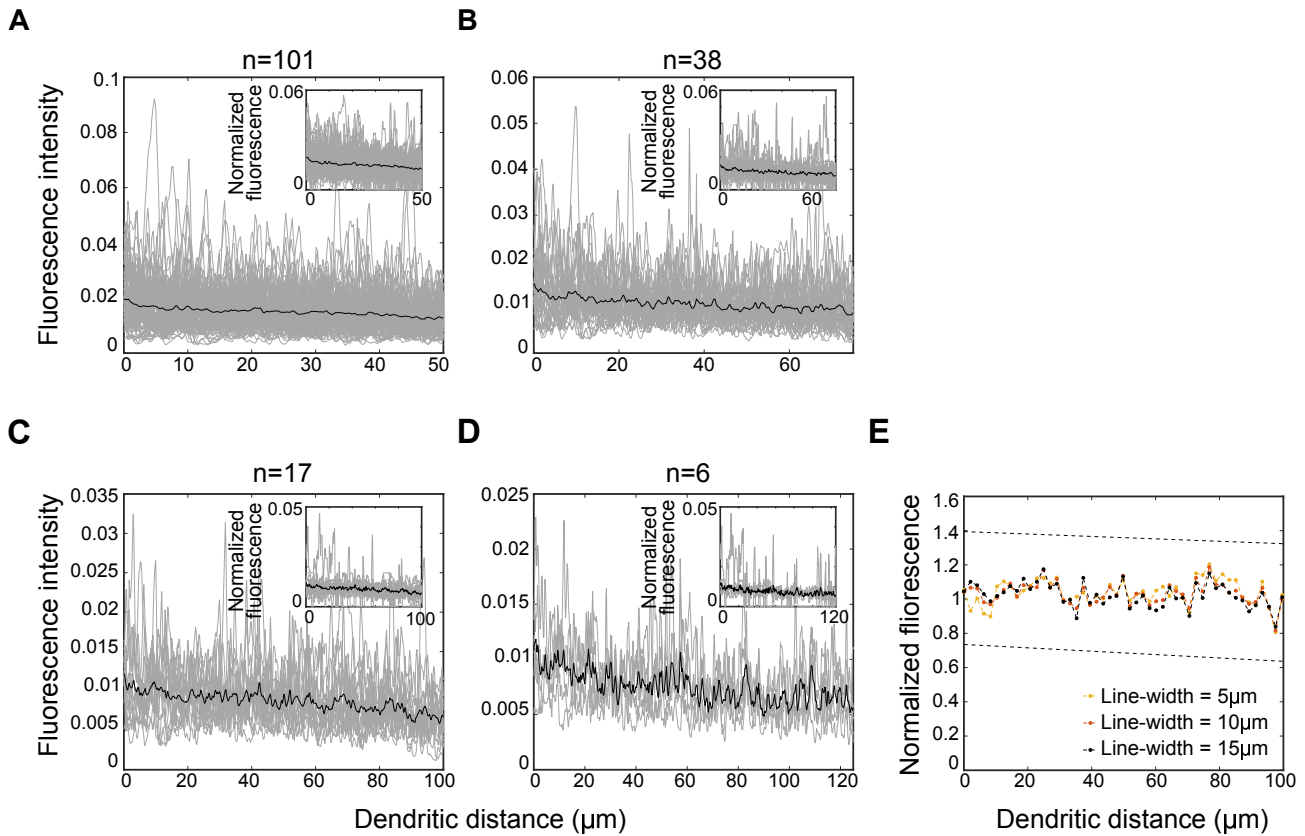 A
n=101
Fluorescence intensity
0.1
0.08
0.06
0.04
0.02
0
0 10 20 30 40 50
Normalized
fluorescence
0.06
0
0 50
B
n=38
0.06
0.05
0.04
0.03
0.02
0.01
0
0 20 40 60
Normalized
fluorescence
0.06
0
0 60
C
n=17
Fluorescence intensity
0.035
0.03
0.025
0.02
0.015
0.01
0.005
0
0 20 40 60 80 100
Normalized
fluorescence
0.05
0
0 100
D
n=6
0.025
0.02
0.015
0.01
0.005
0
0 20 40 60 80 100 120
Normalized
fluorescence
0.05
0
0 120
Dendritic distance (µm)
E
Normalized fliorescence
1.6
1.4
1.2
1.0
0.8
0.6
0.4
0.2
0
0 20 40 60 80 100
Line-width = 5µm
Line-width = 10µm
Line-width = 15µm
Dendritic distance (µm)